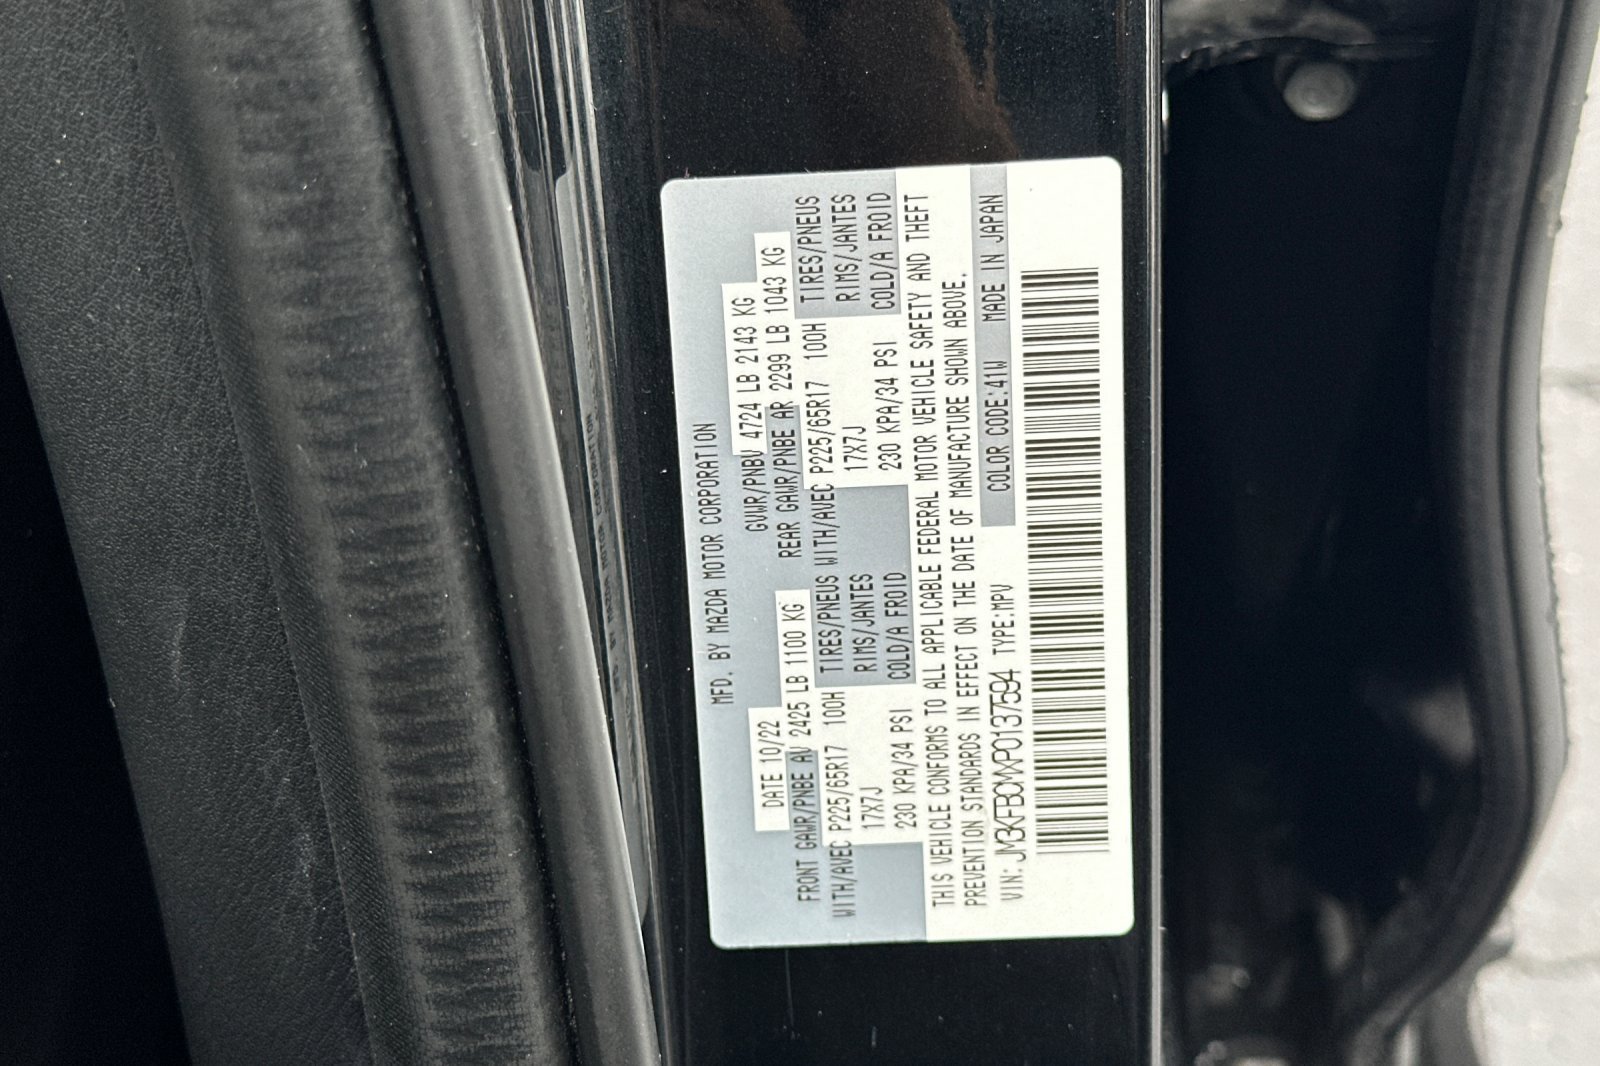 MFD. BY MAZDA MOTOR CORPORATION
DATE 10/22 GVWR/PNBV 4724 LB 2143 KG
FRONT GAWR/PNBE AV 2425 LB 1100 KG REAR GAWR/PNBE AR 2299 LB 1043 KG
WITH/AVEC P225/65R17 100H TIRES/PNEUS WITH/AVEC P225/65R17 100H TIRES/PNEUS
17X7J RIMS/JANTES 17X7J RIMS/JANTES
230 KPA/34 PSI COLD/A FROID 230 KPA/34 PSI COLD/A FROID
THIS VEHICLE CONFORMS TO ALL APPLICABLE FEDERAL MOTOR VEHICLE SAFETY AND THEFT
PREVENTION STANDARDS IN EFFECT ON THE DATE OF MANUFACTURE SHOWN ABOVE.
VIN: JM3KFBCMXP0137594 TYPE:MPV COLOR CODE:41W MADE IN JAPAN